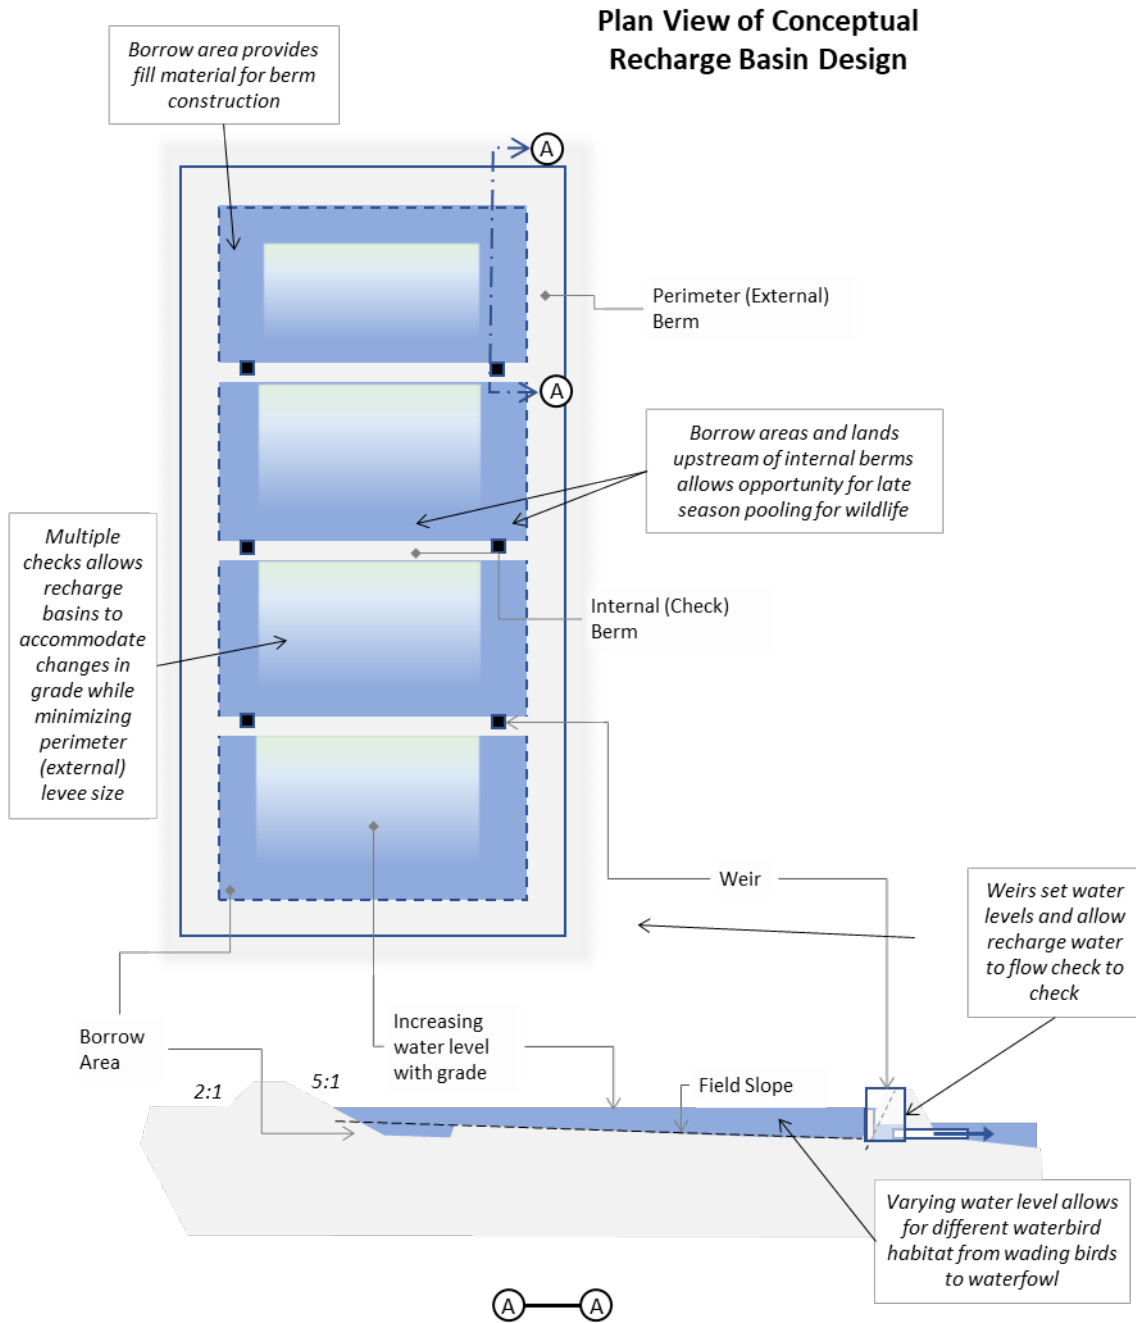 Plan View of Conceptual
Recharge Basin Design
Borrow area provides
fill material for berm
construction
A
Perimeter (External)
Berm
A
Borrow areas and lands
upstream of internal berms
allows opportunity for late
season pooling for wildlife
Multiple
checks allows
recharge
basins to
accommodate
changes in
grade while
minimizing
perimeter
(external)
levee size
Internal (Check)
Berm
Weir
Weirs set water
levels and allow
recharge water
to flow check to
check
Borrow
Area
Increasing
water level
with grade
2:1
5:1
Field Slope
Varying water level allows
for different waterbird
habitat from wading birds
to waterfowl
A
A